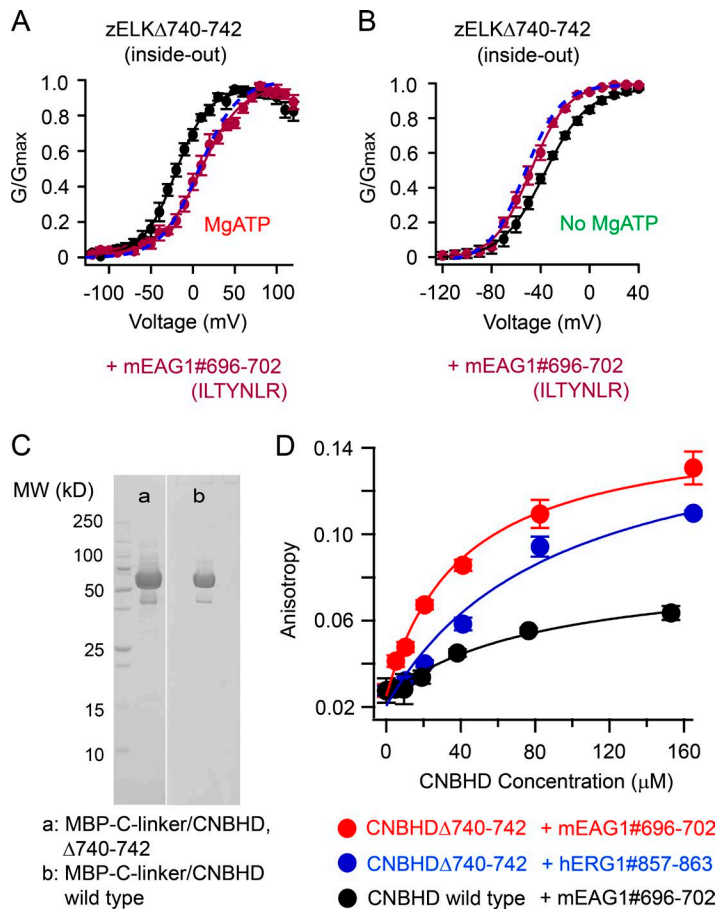 A
zELKΔ740-742
(inside-out)
1.0
0.8
0.6
0.4
0.2
0
G/Gmax
MgATP
-100 -50 0 50 100
Voltage (mV)
+ mEAG1#696-702
(ILTYNLR)
B
zELKΔ740-742
(inside-out)
1.0
0.8
0.6
0.4
0.2
0
G/Gmax
No MgATP
-120 -80 -40 0 40
Voltage (mV)
+ mEAG1#696-702
(ILTYNLR)
C
MW (kD)
a b
250
100
50
25
15
10
a: MBP-C-linker/CNBHD,
Δ740-742
b: MBP-C-linker/CNBHD
wild type
D
0.14
0.10
0.06
0.02
Anisotropy
0 40 80 120 160
CNBHD Concentration (μM)
CNBHDΔ740-742 + mEAG1#696-702
CNBHDΔ740-742 + hERG1#857-863
CNBHD wild type + mEAG1#696-702